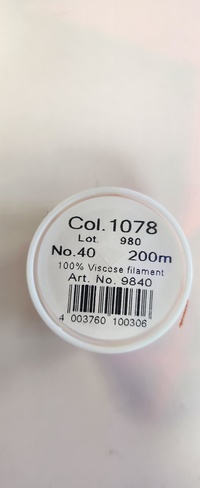 Col.1078
Lot. 980
No.40 200m
100% Viscose filament
Art. No. 9840
4 003760 100306